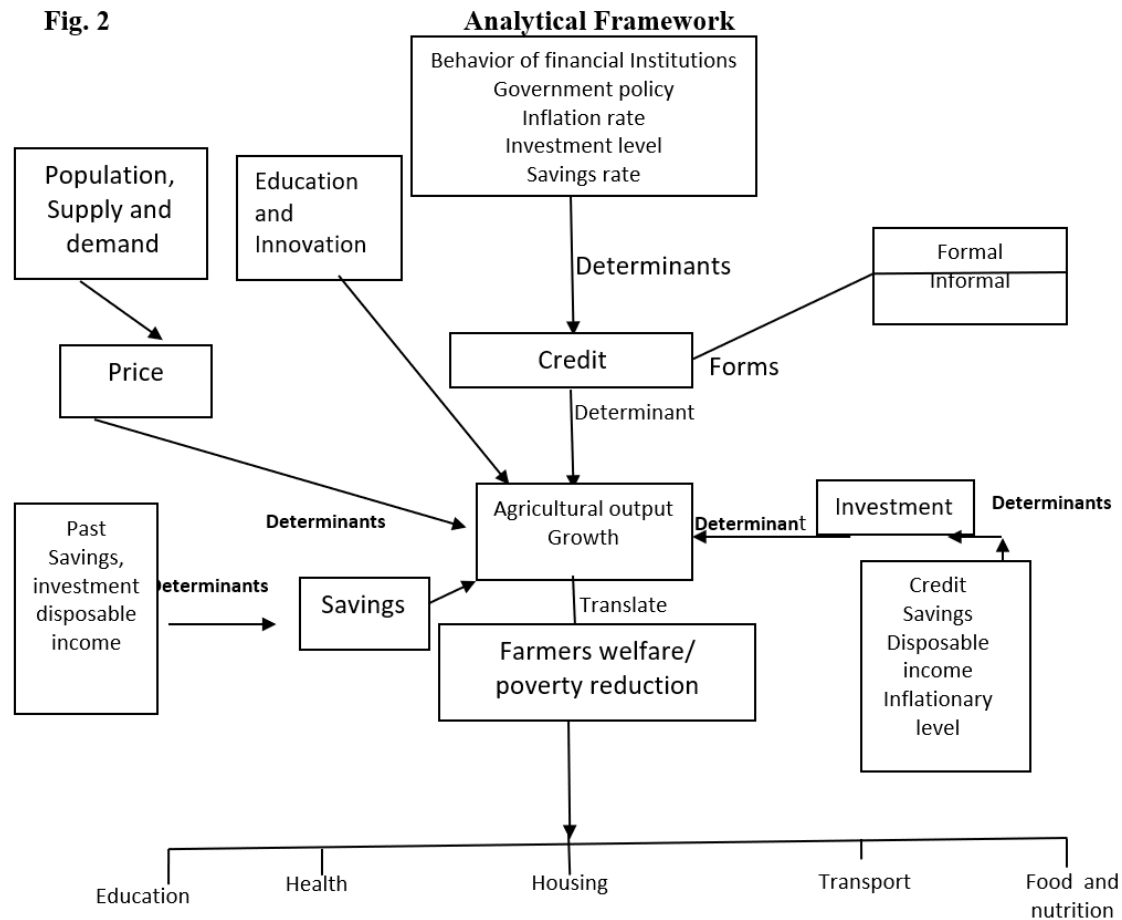 Fig. 2
Analytical Framework
Behavior of financial Institutions
Government policy
Inflation rate
Investment level
Savings rate
Population,
Supply and
demand
Education
and
Innovation
Determinants
Formal
Informal
Price
Credit
Forms
Determinant
Past
Savings,
investment
disposable
income
Determinants
Determinants
Savings
Agricultural output
Growth
Determinant
Investment
Determinants
Credit
Savings
Disposable
income
Inflationary
level
Translate
Farmers welfare/
poverty reduction
Education
Health
Housing
Transport
Food and
nutrition